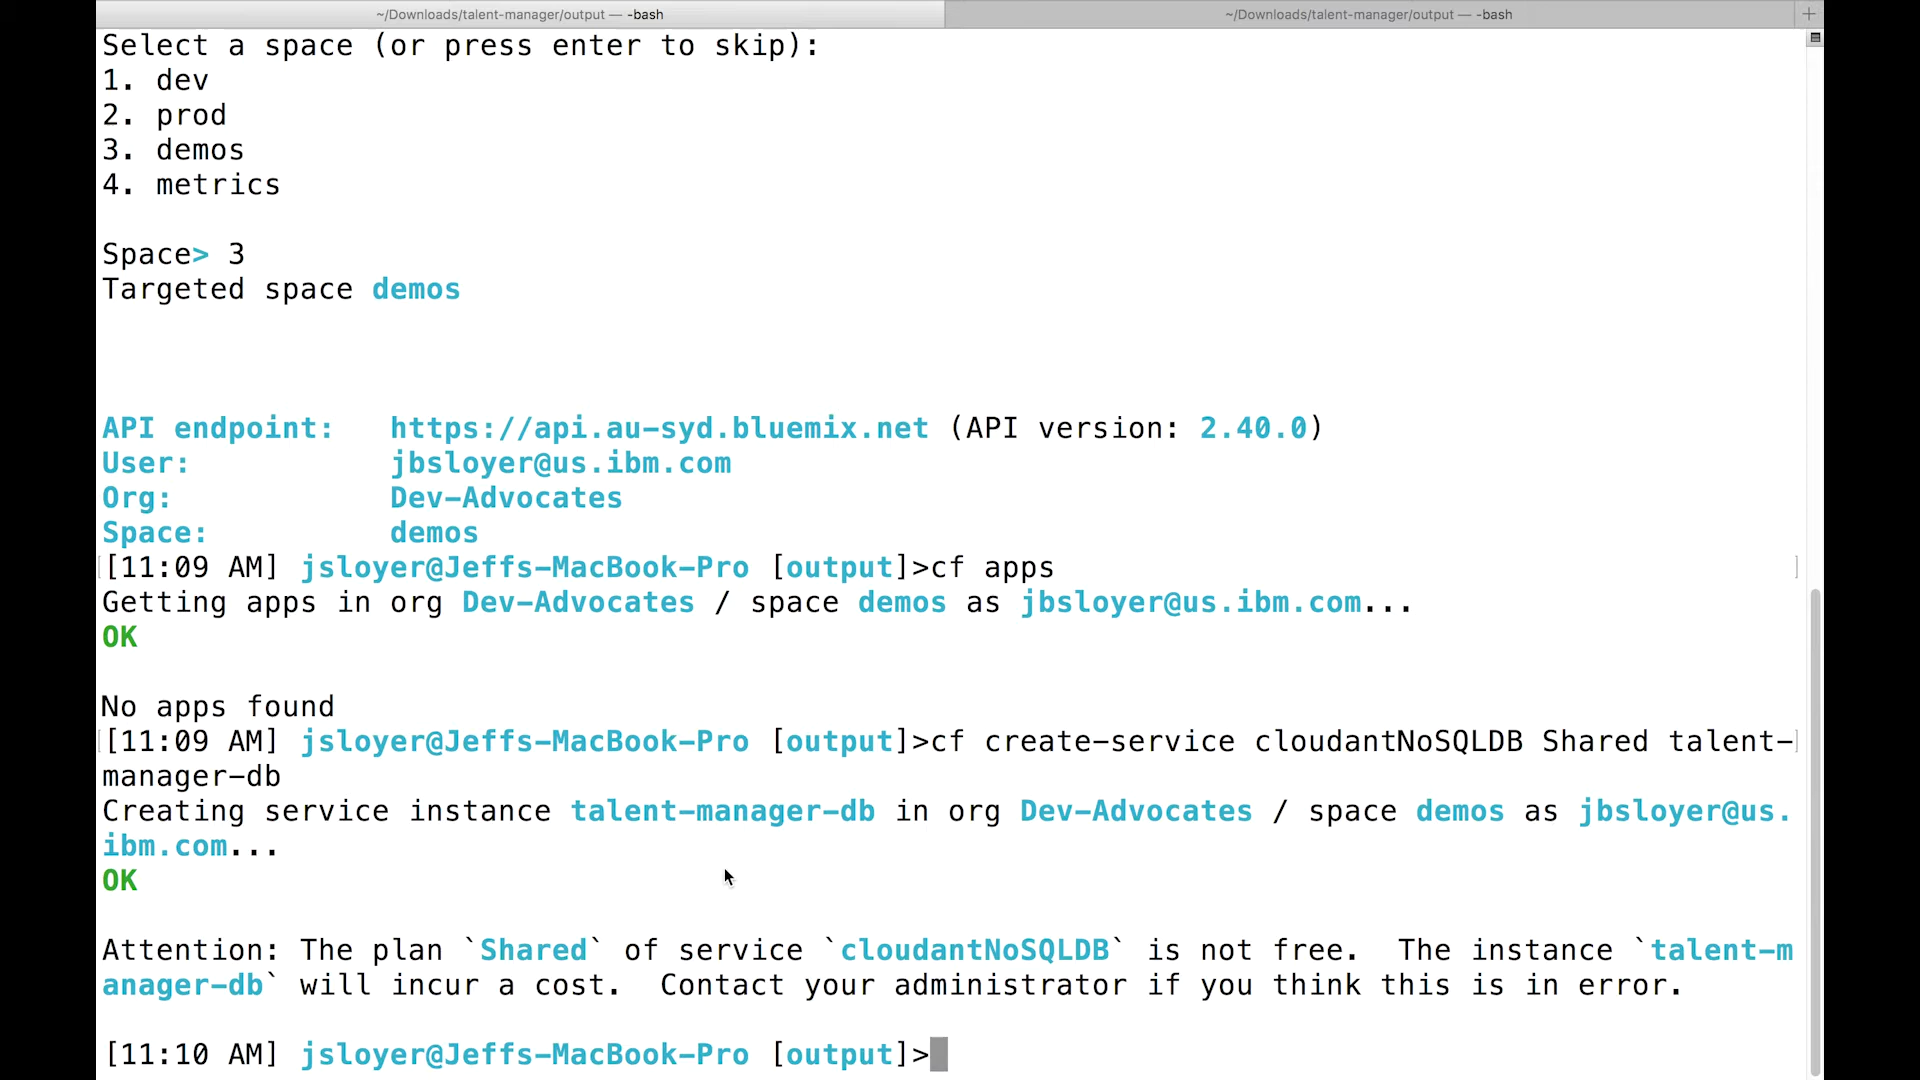 ~/Downloads/talent-manager/output — -bash
~/Downloads/talent-manager/output — -bash
Select a space (or press enter to skip):
1. dev
2. prod
3. demos
4. metrics
Space> 3
Targeted space demos
API endpoint:   https://api.au-syd.bluemix.net (API version: 2.40.0)
User:           jbsloyer@us.ibm.com
Org:            Dev-Advocates
Space:          demos
[11:09 AM] jsloyer@Jeffs-MacBook-Pro [output]>cf apps
Getting apps in org Dev-Advocates / space demos as jbsloyer@us.ibm.com...
OK
No apps found
[11:09 AM] jsloyer@Jeffs-MacBook-Pro [output]>cf create-service cloudantNoSQLDB Shared talent-
manager-db
Creating service instance talent-manager-db in org Dev-Advocates / space demos as jbsloyer@us.
ibm.com...
OK
Attention: The plan `Shared` of service `cloudantNoSQLDB` is not free.  The instance `talent-m
anager-db` will incur a cost.  Contact your administrator if you think this is in error.
[11:10 AM] jsloyer@Jeffs-MacBook-Pro [output]>